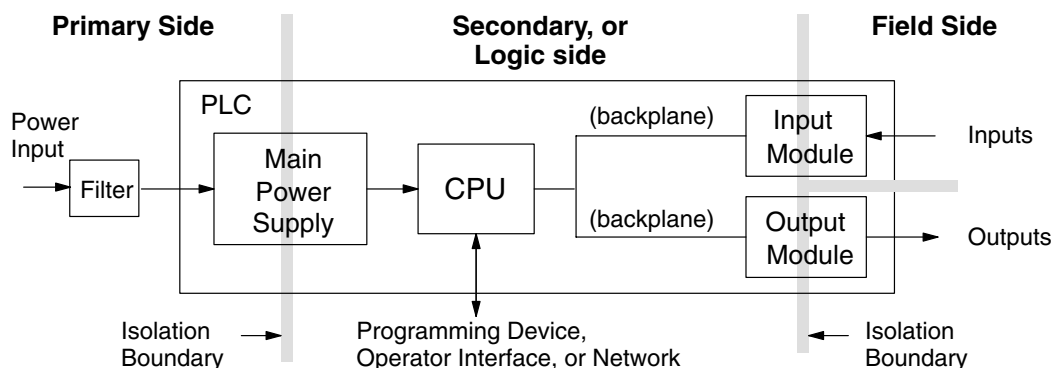 Primary Side
Secondary, or
Logic side
Field Side
PLC
Power
Input
Filter
Main
Power
Supply
CPU
(backplane)
Input
Module
Inputs
(backplane)
Output
Module
Outputs
Isolation
Boundary
Programming Device,
Operator Interface, or Network
Isolation
Boundary